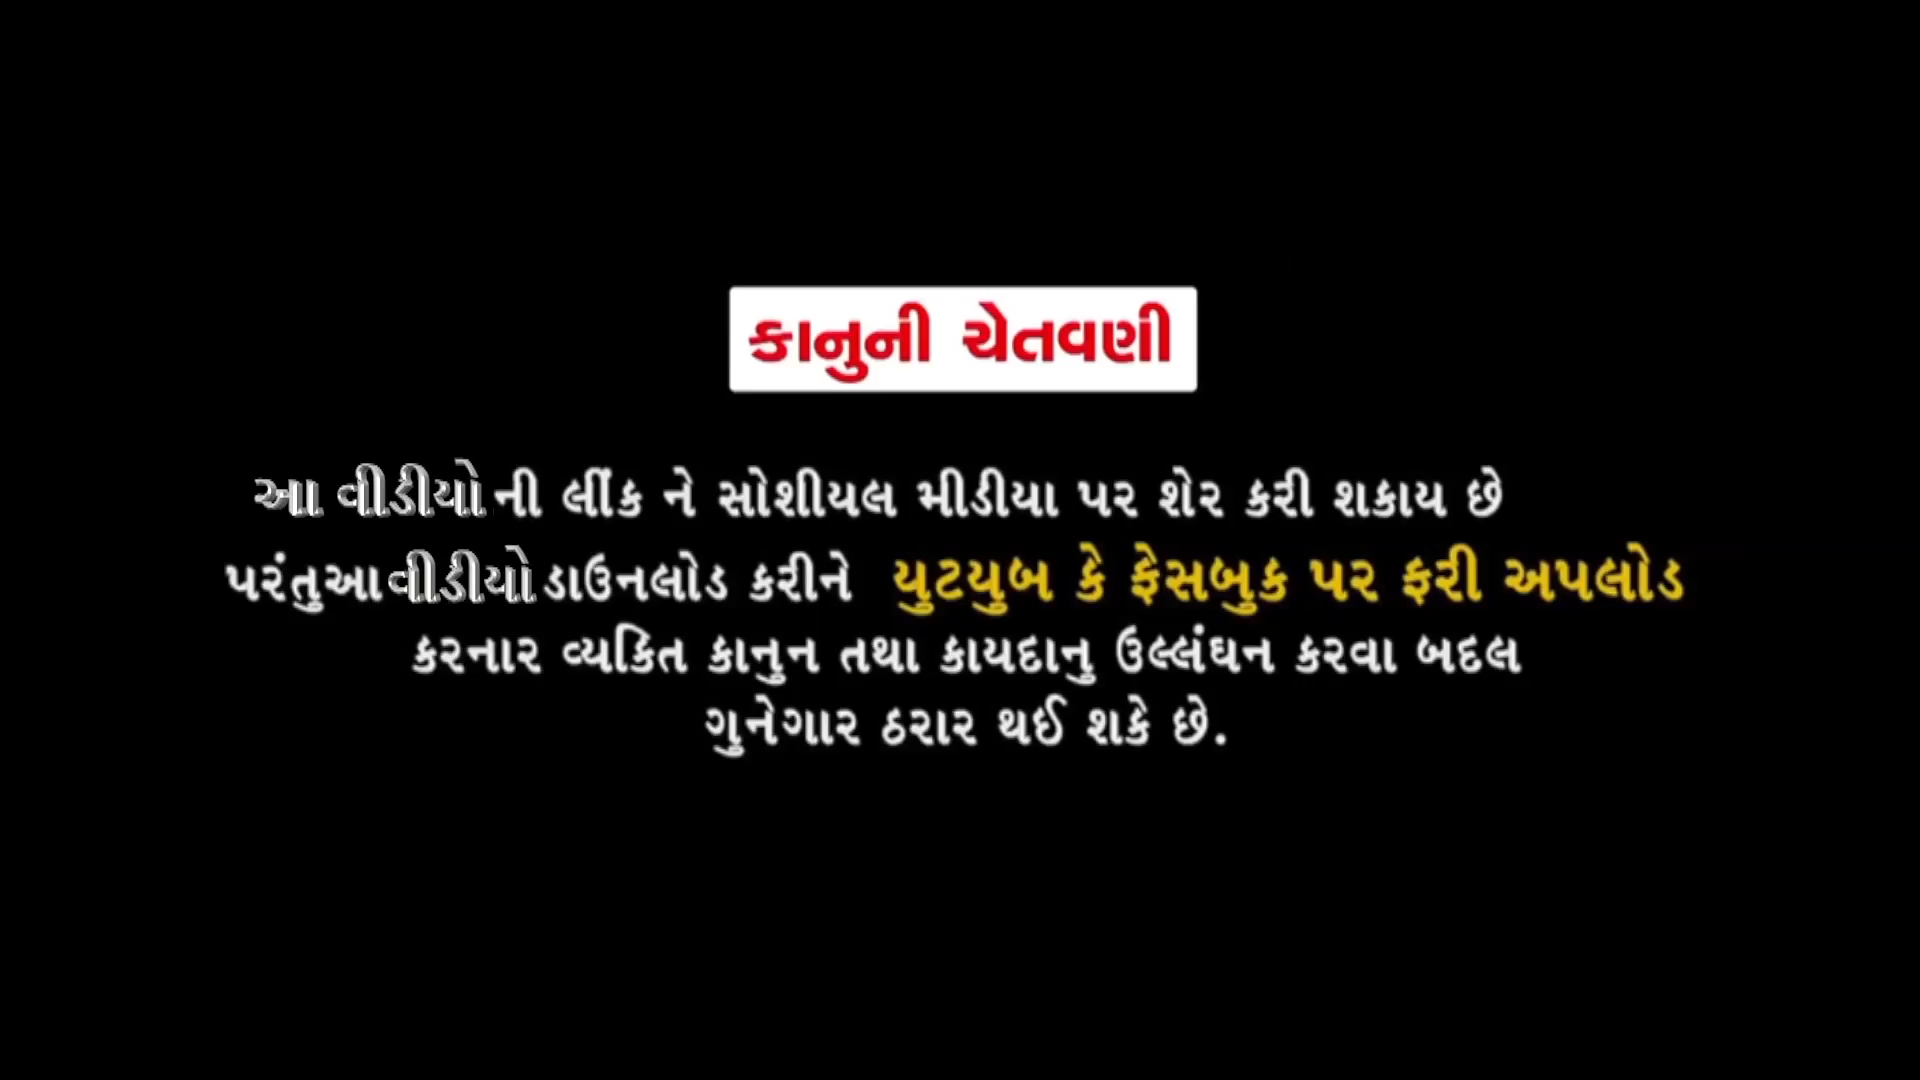 કાનુની ચેતવણી
આ વીડીયો ની લીંક ને સોશીયલ મીડીયા પર શેર કરી શકાય છે
પરંતુઆ વીડીયો ડાઉનલોડ કરીને યુટયુબ કે ફેસબુક પર ફરી અપલોડ
કરનાર વ્યકિત કાનુન તથા કાયદાનુ ઉલ્લંઘન કરવા બદલ
ગુનેગાર ઠરાર થઈ શકે છે.